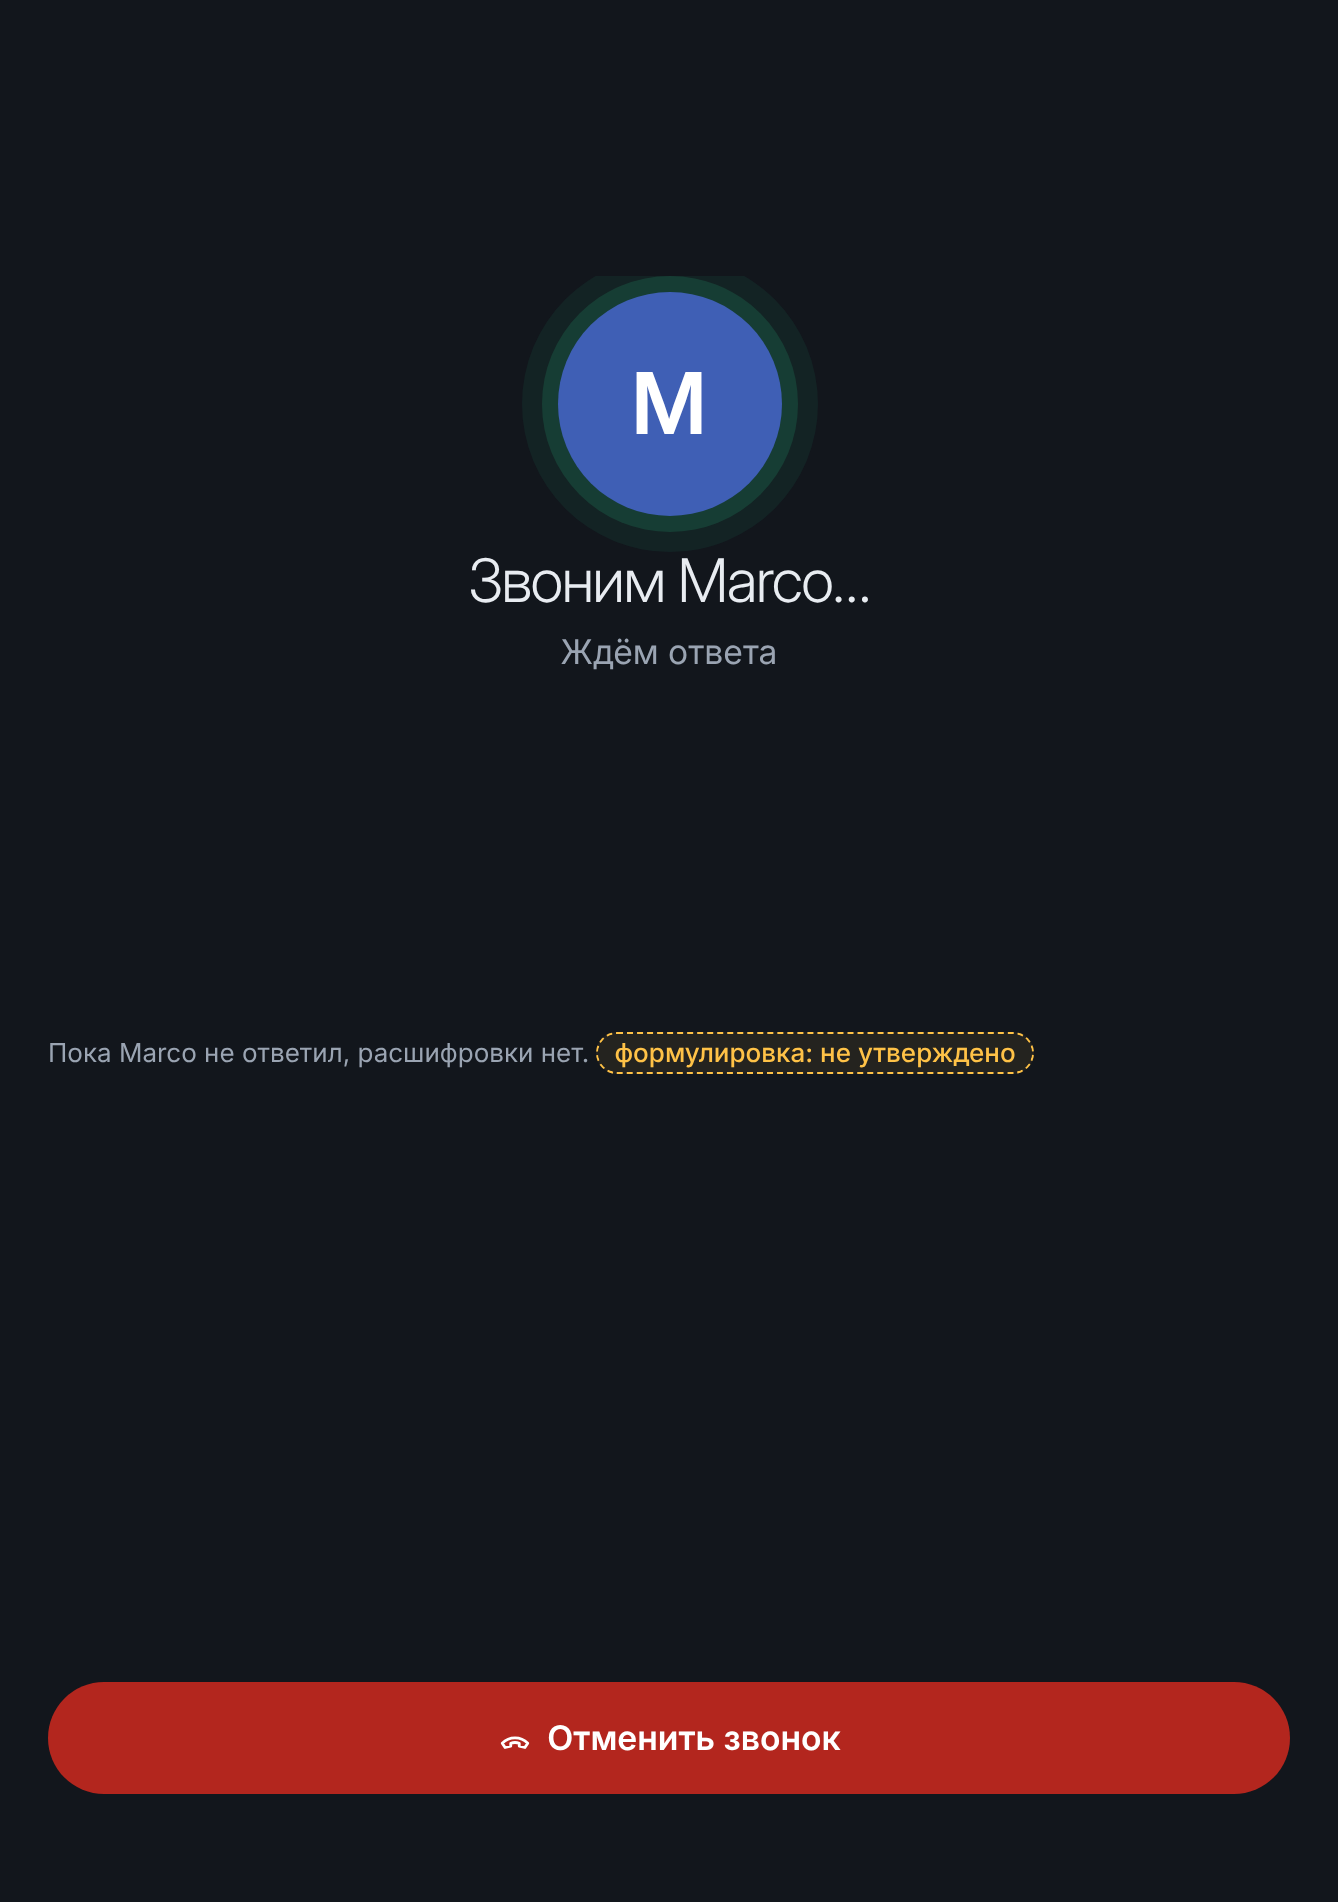 M
Звоним Marco...
Ждём ответа
Пока Marco не ответил, расшифровки нет. формулировка: не утверждено
Отменить звонок